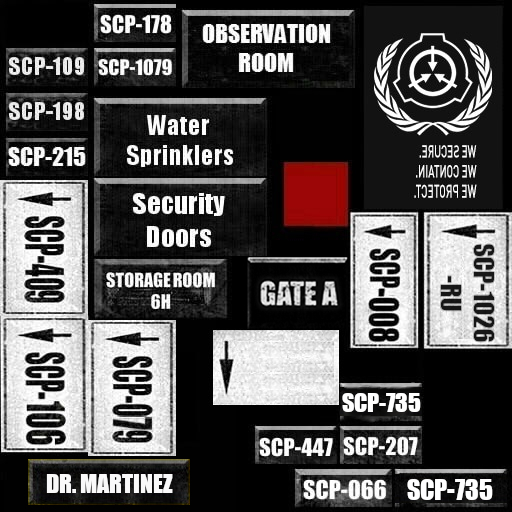 SCP-178
OBSERVATION
ROOM
SCP-109
SCP-1079
SCP-198
SCP-215
Water
Sprinklers
WE SECURE.
WE CONTAIN.
WE PROTECT.
Security
Doors
SCP-409
SCP-008
SCP-1026
-RU
STORAGE ROOM
6H
GATE A
SCP-106
SCP-079
SCP-735
SCP-447
SCP-207
DR. MARTINEZ
SCP-066
SCP-735